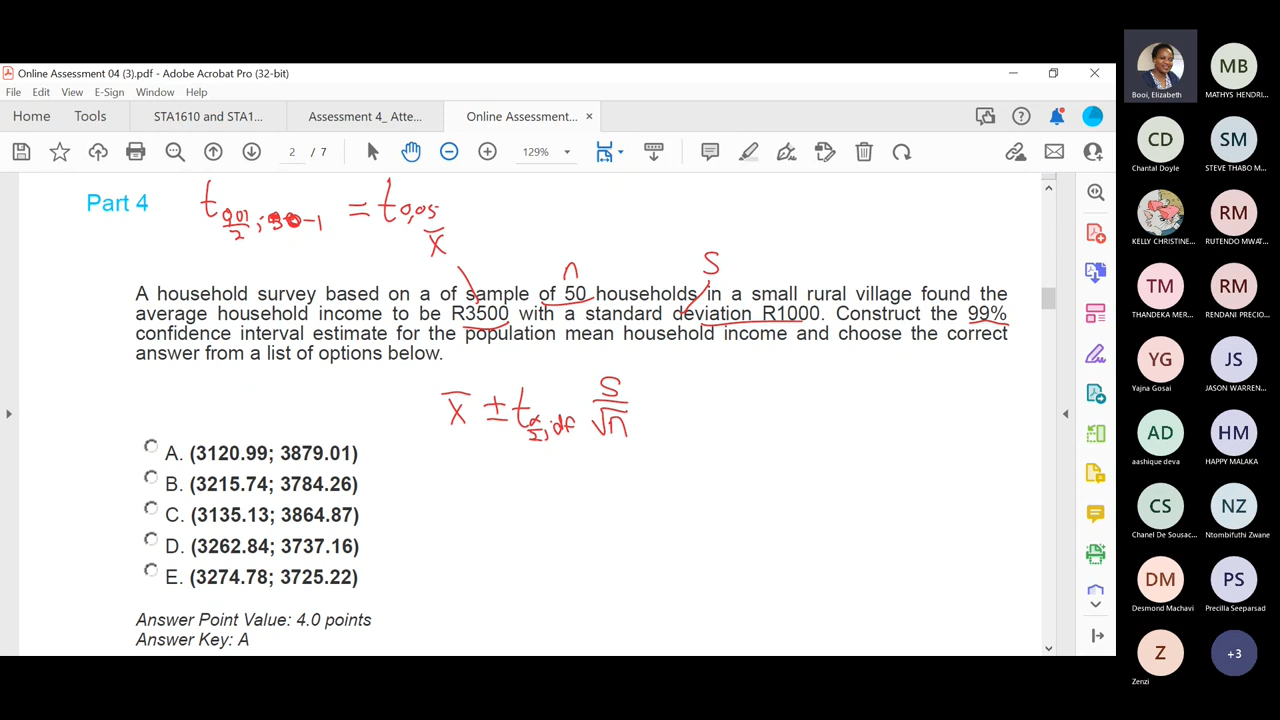 Online Assessment 04 (3).pdf - Adobe Acrobat Pro (32-bit)
File Edit View E-Sign Window Help
Home Tools STA1610 and STA1... Assessment 4_ Atte... Online Assessment... ×
2 / 7 129%
Part 4
t 0,01/2 ; -1 = t 0,05
x̄
n
S
A household survey based on a of sample of 50 households in a small rural village found the
average household income to be R3500 with a standard deviation R1000. Construct the 99%
confidence interval estimate for the population mean household income and choose the correct
answer from a list of options below.
x̄ ± t α/2; df S/√n
A. (3120.99; 3879.01)
B. (3215.74; 3784.26)
C. (3135.13; 3864.87)
D. (3262.84; 3737.16)
E. (3274.78; 3725.22)
Answer Point Value: 4.0 points
Answer Key: A
Booi, Elizabeth
MB
MATHYS HENDRI...
CD
Chantal Doyle
SM
STEVE THABO M...
KELLY CHRISTINE...
RM
RUTENDO MWAT...
TM
THANDEKA MER...
RM
RENDANI PRECIO...
YG
Yajna Gosai
JS
JASON WARREN...
AD
aashique deva
HM
HAPPY MALAKA
CS
Chanel De Sousac...
NZ
Ntombifuthi Zwane
DM
Desmond Machavi
PS
Precilla Seeparsad
Z
Zenzi
+3